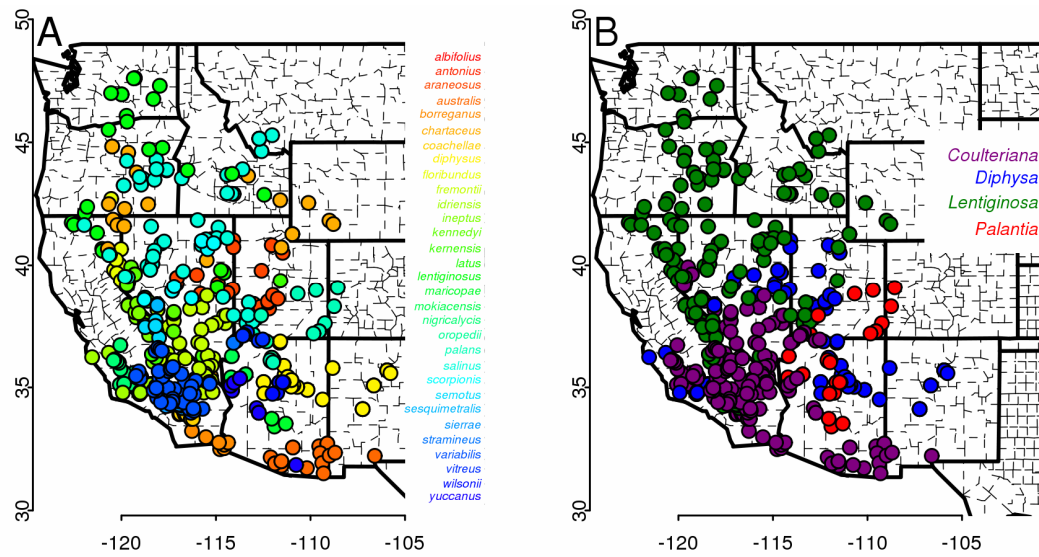 A
B
50
45
40
35
30
-120
-115
-110
-105
albifolius
antonius
araneosus
australis
borreganus
chartaceus
coachellae
diphysus
floribundus
fremontii
idriensis
ineptus
kennedyi
kernensis
latus
lentiginosus
maricopae
mokiacensis
nigricalycis
oropedii
palans
salinus
scorpionis
semotus
sesquimetralis
sierrae
stramineus
variabilis
vitreus
wilsonii
yuccanus
50
45
40
35
30
-120
-115
-110
-105
Coulteriana
Diphysa
Lentiginosa
Palantia